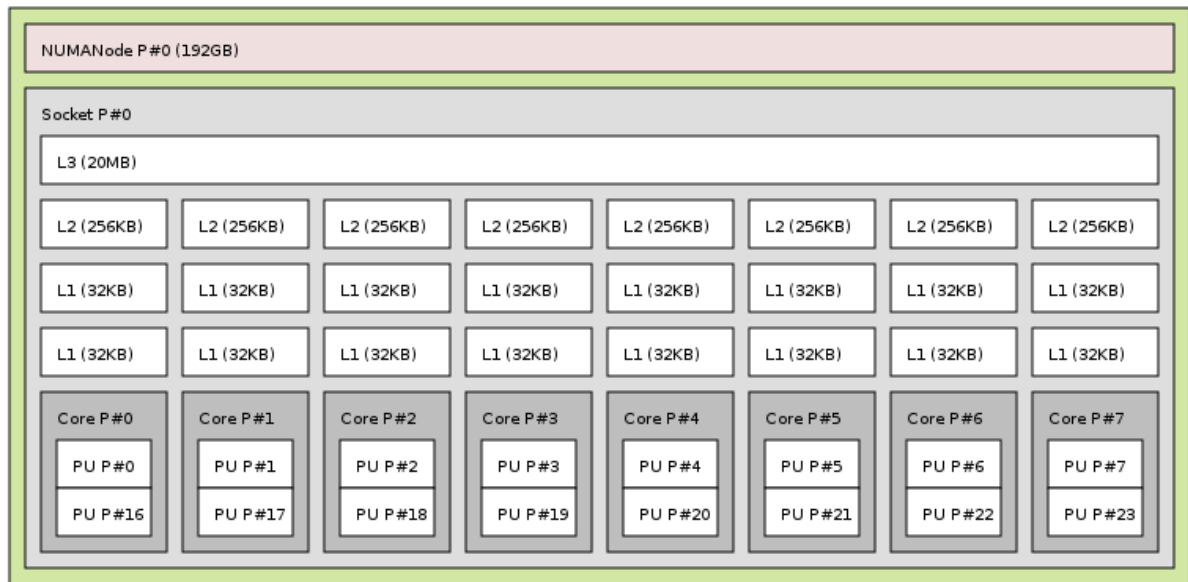 NUMANode P#0 (192GB)
Socket P#0
L3 (20MB)
L2 (256KB) L2 (256KB) L2 (256KB) L2 (256KB) L2 (256KB) L2 (256KB) L2 (256KB) L2 (256KB)
L1 (32KB) L1 (32KB) L1 (32KB) L1 (32KB) L1 (32KB) L1 (32KB) L1 (32KB) L1 (32KB)
L1 (32KB) L1 (32KB) L1 (32KB) L1 (32KB) L1 (32KB) L1 (32KB) L1 (32KB) L1 (32KB)
Core P#0 Core P#1 Core P#2 Core P#3 Core P#4 Core P#5 Core P#6 Core P#7
PU P#0 PU P#1 PU P#2 PU P#3 PU P#4 PU P#5 PU P#6 PU P#7
PU P#16 PU P#17 PU P#18 PU P#19 PU P#20 PU P#21 PU P#22 PU P#23